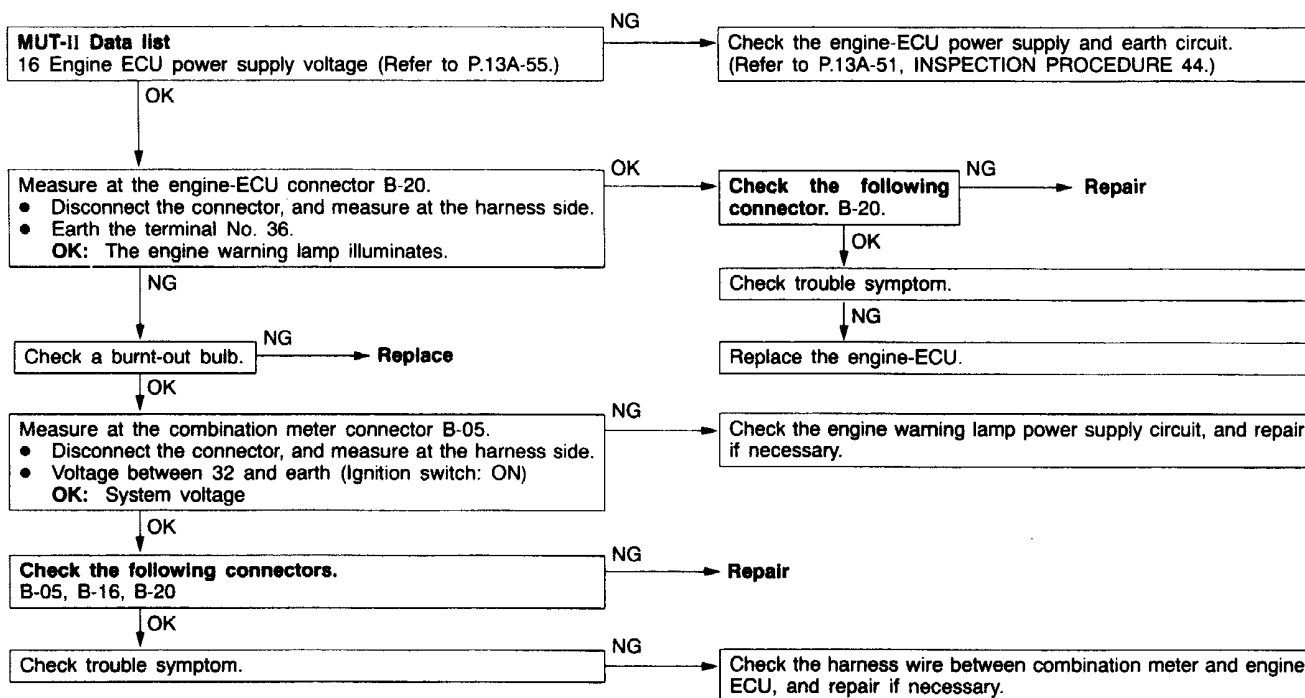 MUT-II Data list
16 Engine ECU power supply voltage (Refer to P.13A-55.)
NG
Check the engine-ECU power supply and earth circuit.
(Refer to P.13A-51, INSPECTION PROCEDURE 44.)
OK
Measure at the engine-ECU connector B-20.
● Disconnect the connector, and measure at the harness side.
● Earth the terminal No. 36.
OK: The engine warning lamp illuminates.
OK
Check the following
connector. B-20.
NG
Repair
OK
Check trouble symptom.
NG
Replace the engine-ECU.
NG
Check a burnt-out bulb.
NG
Replace
OK
Measure at the combination meter connector B-05.
● Disconnect the connector, and measure at the harness side.
● Voltage between 32 and earth (Ignition switch: ON)
OK: System voltage
NG
Check the engine warning lamp power supply circuit, and repair
if necessary.
OK
Check the following connectors.
B-05, B-16, B-20
NG
Repair
OK
Check trouble symptom.
NG
Check the harness wire between combination meter and engine
ECU, and repair if necessary.